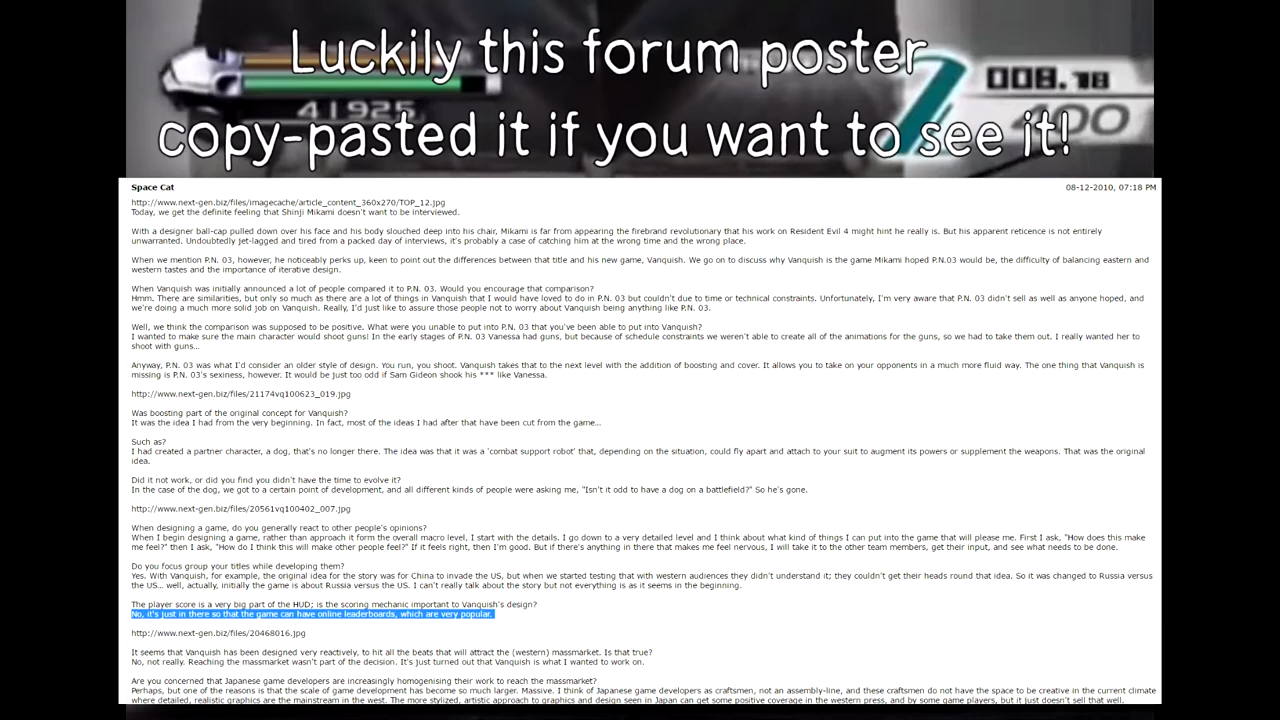 Luckily this forum poster
41925
008.78
400
copy-pasted it if you want to see it!
Space Cat
08-12-2010, 07:18 PM
http://www.next-gen.biz/files/imagecache/article_content_360x270/TOP_12.jpg
Today, we get the definite feeling that Shinji Mikami doesn't want to be interviewed.
With a designer ball-cap pulled down over his face and his body slouched deep into his chair, Mikami is far from appearing the firebrand revolutionary that his work on Resident Evil 4 might hint he really is. But his apparent reticence is not entirely
unwarranted. Undoubtedly jet-lagged and tired from a packed day of interviews, it's probably a case of catching him at the wrong time and the wrong place.
When we mention P.N. 03, however, he noticeably perks up, keen to point out the differences between that title and his new game, Vanquish. We go on to discuss why Vanquish is the game Mikami hoped P.N.03 would be, the difficulty of balancing eastern and
western tastes and the importance of iterative design.
When Vanquish was initially announced a lot of people compared it to P.N. 03. Would you encourage that comparison?
Hmm. There are similarities, but only so much as there are a lot of things in Vanquish that I would have loved to do in P.N. 03 but couldn't due to time or technical constraints. Unfortunately, I'm very aware that P.N. 03 didn't sell as well as anyone hoped, and
we're doing a much more solid job on Vanquish. Really, I'd just like to assure those people not to worry about Vanquish being anything like P.N. 03.
Well, we think the comparison was supposed to be positive. What were you unable to put into P.N. 03 that you've been able to put into Vanquish?
I wanted to make sure the main character would shoot guns! In the early stages of P.N. 03 Vanessa had guns, but because of schedule constraints we weren't able to create all of the animations for the guns, so we had to take them out. I really wanted her to
shoot with guns...
Anyway, P.N. 03 was what I'd consider an older style of design. You run, you shoot. Vanquish takes that to the next level with the addition of boosting and cover. It allows you to take on your opponents in a much more fluid way. The one thing that Vanquish is
missing is P.N. 03's sexiness, however. It would be just too odd if Sam Gideon shook his *** like Vanessa.
http://www.next-gen.biz/files/21174vq100623_019.jpg
Was boosting part of the original concept for Vanquish?
It was the idea I had from the very beginning. In fact, most of the ideas I had after that have been cut from the game...
Such as?
I had created a partner character, a dog, that's no longer there. The idea was that it was a 'combat support robot' that, depending on the situation, could fly apart and attach to your suit to augment its powers or supplement the weapons. That was the original
idea.
Did it not work, or did you find you didn't have the time to evolve it?
In the case of the dog, we got to a certain point of development, and all different kinds of people were asking me, "Isn't it odd to have a dog on a battlefield?" So he's gone.
http://www.next-gen.biz/files/20561vq100402_007.jpg
When designing a game, do you generally react to other people's opinions?
When I begin designing a game, rather than approach it form the overall macro level, I start with the details. I go down to a very detailed level and I think about what kind of things I can put into the game that will please me. First I ask, "How does this make
me feel?" then I ask, "How do I think this will make other people feel?" If it feels right, then I'm good. But if there's anything in there that makes me feel nervous, I will take it to the other team members, get their input, and see what needs to be done.
Do you focus group your titles while developing them?
Yes. With Vanquish, for example, the original idea for the story was for China to invade the US, but when we started testing that with western audiences they didn't understand it; they couldn't get their heads round that idea. So it was changed to Russia versus
the US... well, actually, initially the game is about Russia versus the US. I can't really talk about the story but not everything is as it seems in the beginning.
The player score is a very big part of the HUD; is the scoring mechanic important to Vanquish's design?
No, it's just in there so that the game can have online leaderboards, which are very popular.
http://www.next-gen.biz/files/20468016.jpg
It seems that Vanquish has been designed very reactively, to hit all the beats that will attract the (western) massmarket. Is that true?
No, not really. Reaching the massmarket wasn't part of the decision. It's just turned out that Vanquish is what I wanted to work on.
Are you concerned that Japanese game developers are increasingly homogenising their work to reach the massmarket?
Perhaps, but one of the reasons is that the scale of game development has become so much larger. Massive. I think of Japanese game developers as craftsmen, not an assembly-line, and these craftsmen do not have the space to be creative in the current climate
where detailed, realistic graphics are the mainstream in the west. The more stylized, artistic approach to graphics and design seen in Japan can get some positive coverage in the western press, and by some game players, but it just doesn't sell that well.